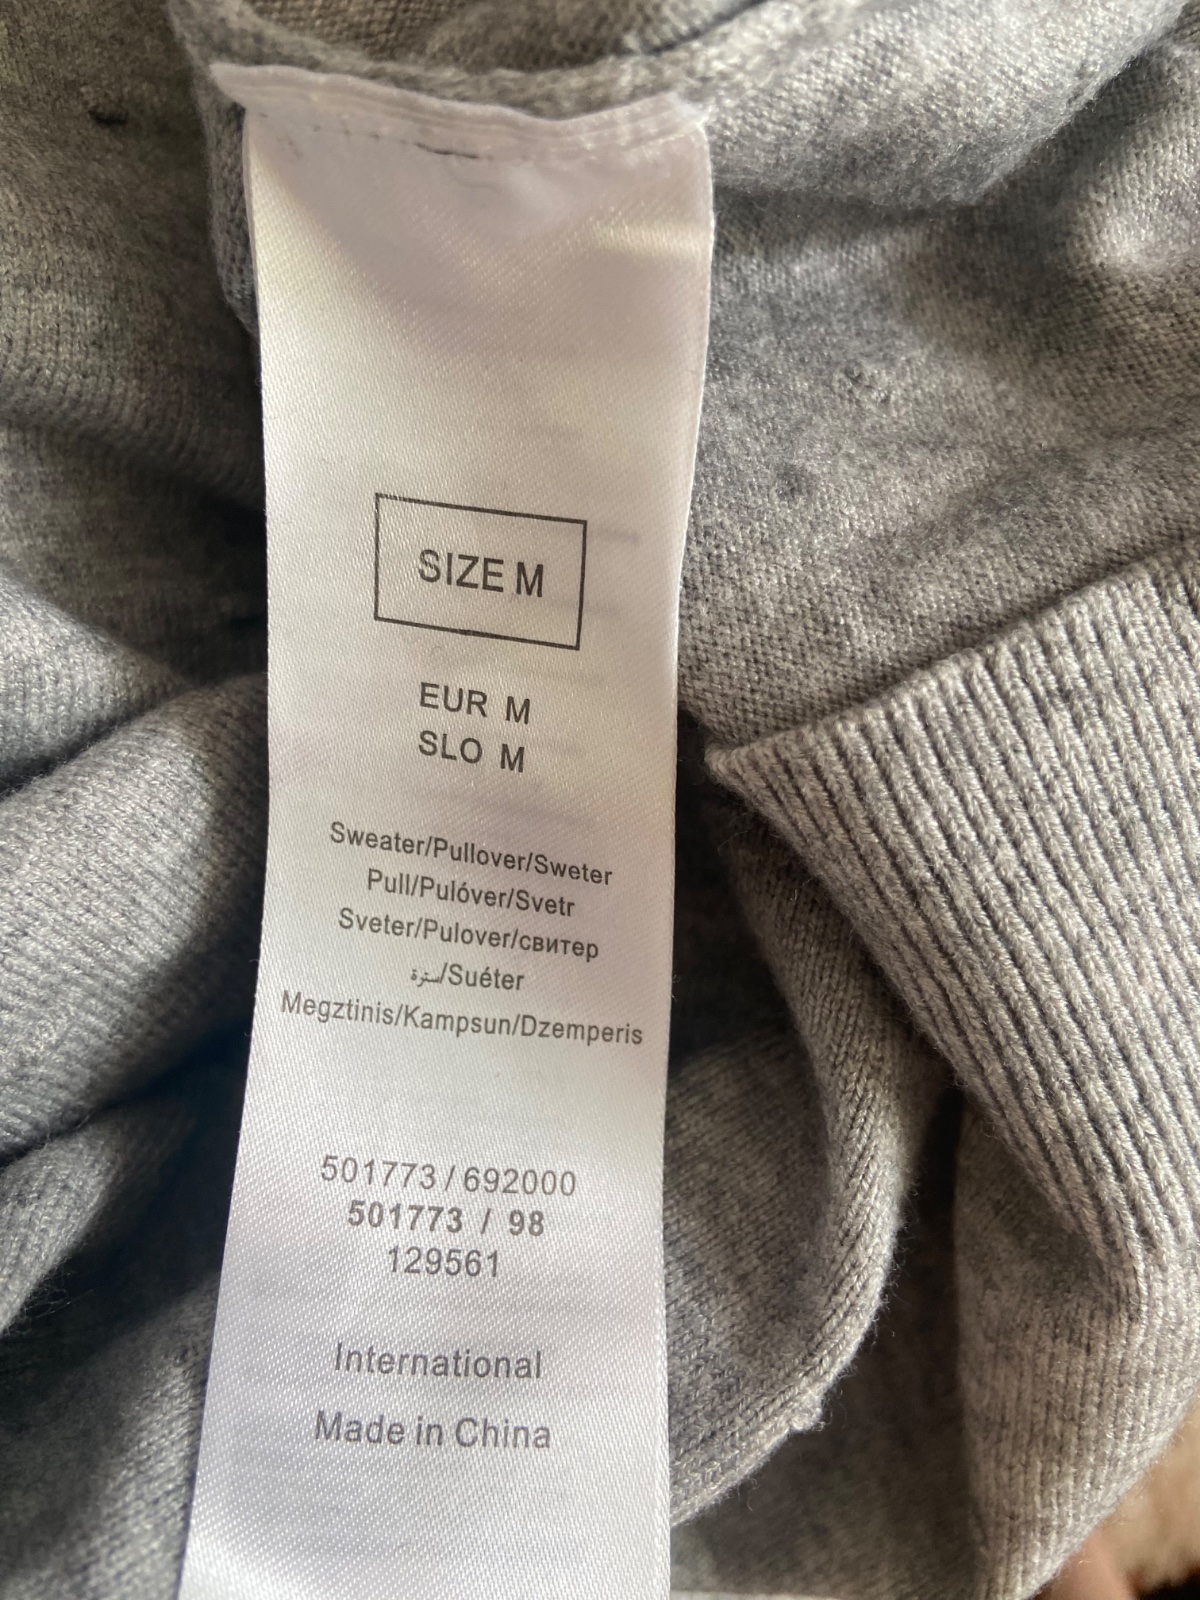 SIZE M
EUR M
SLO M
Sweater/Pullover/Sweter
Pull/Pulóver/Svetr
Sveter/Pulover/свитер
سترة/Suéter
Megztinis/Kampsun/Dzemperis
501773/692000
501773 / 98
129561
International
Made in China